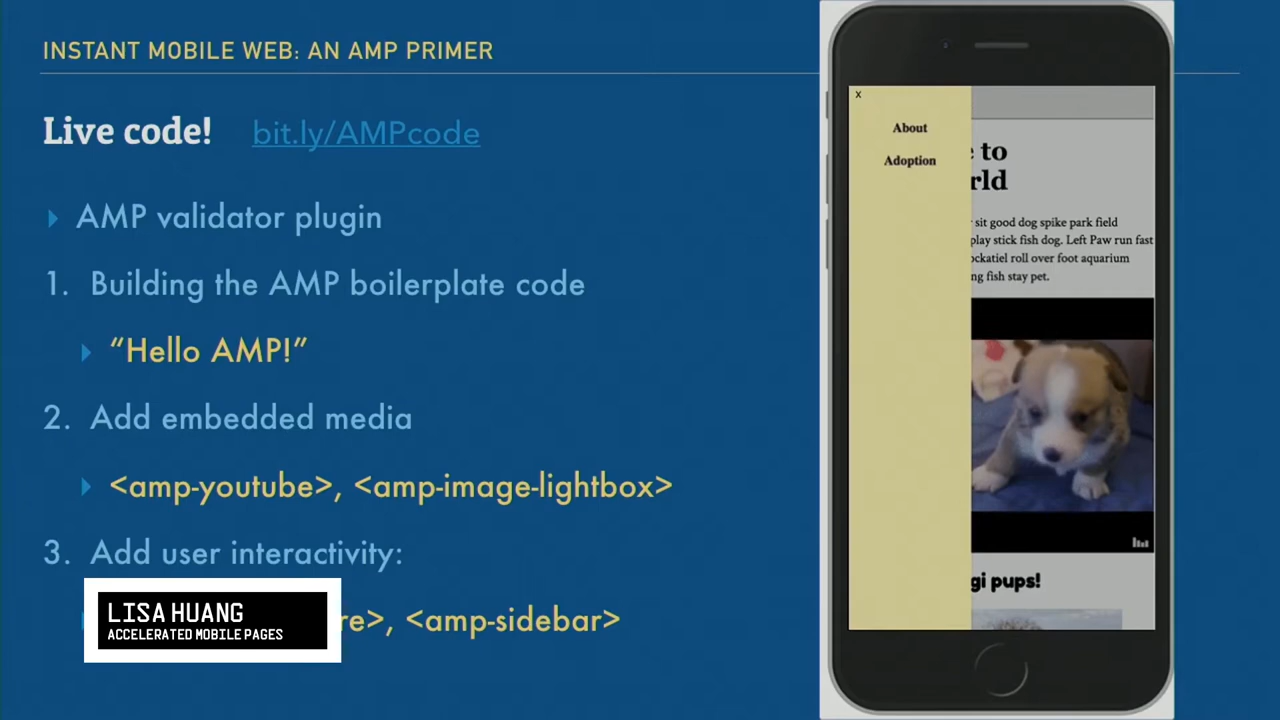 INSTANT MOBILE WEB: AN AMP PRIMER
Live code! bit.ly/AMPcode
AMP validator plugin
1. Building the AMP boilerplate code
“Hello AMP!”
2. Add embedded media
<amp-youtube>, <amp-image-lightbox>
3. Add user interactivity:
re>, <amp-sidebar>
LISA HUANG
ACCELERATED MOBILE PAGES
x
About
Adoption
e to
rld
sit good dog spike park field
play stick fish dog. Left Paw run fast
ockatiel roll over foot aquarium
ng fish stay pet.
gi pups!